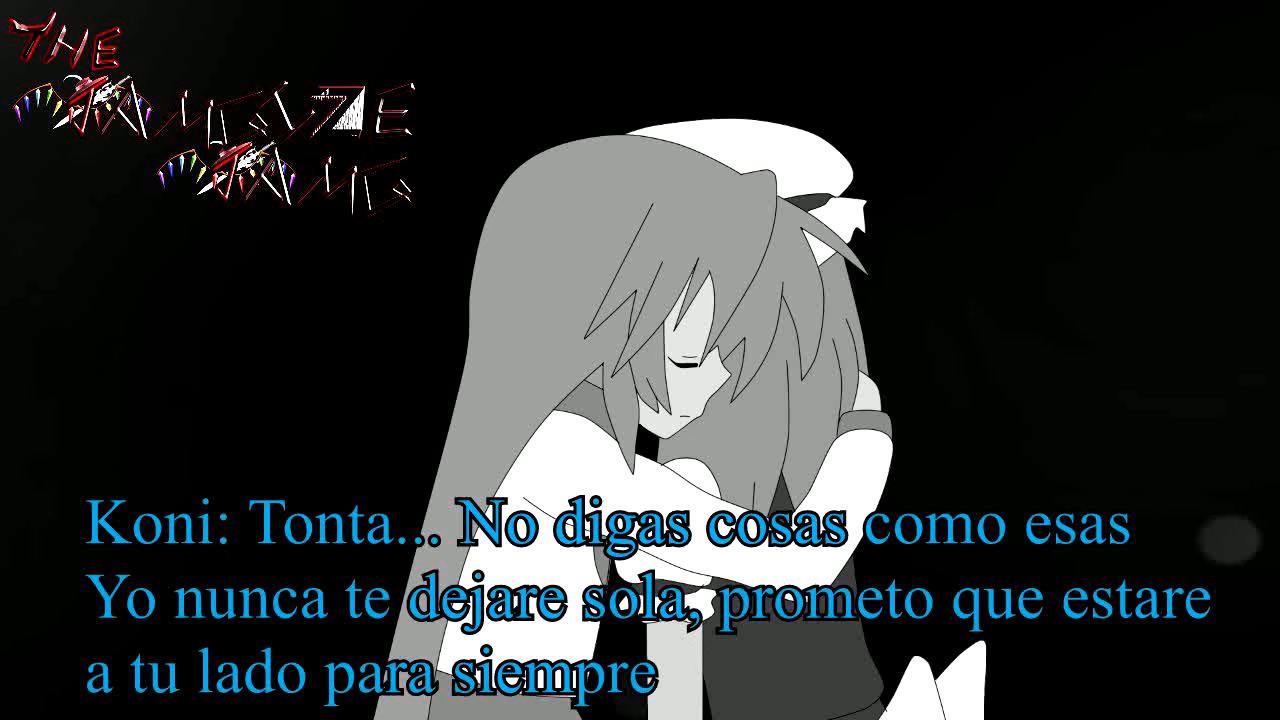 THE
Koni: Tonta... No digas cosas como esas
Yo nunca te dejare sola, prometo que estare
a tu lado para siempre